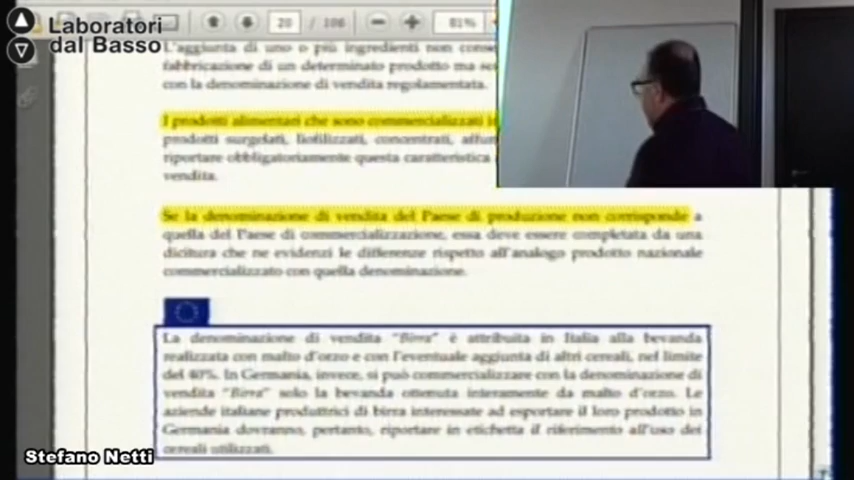 Laboratori
dal Basso
20 / 106
81%
L'aggiunta di uno o più ingredienti non
fabbricazione di un determinato prodotto ma
con la denominazione di vendita regolamentata.
I prodotti alimentari che sono commercializzati
prodotti surgelati, liofilizzati, concentrati,
riportare obbligatoriamente questa caratteristica
vendita.
Se la denominazione di vendita del Paese di produzione non corrisponde a
quella del Paese di commercializzazione, essa deve essere completata da una
dicitura che ne evidenzi le differenze rispetto all'analogo prodotto nazionale
commercializzato con quella denominazione.
La denominazione di vendita "Birra" è attribuita in Italia alla bevanda
realizzata con malto d'orzo e con l'eventuale aggiunta di altri cereali, nel limite
del 40%. In Germania, invece, si può commercializzare con la denominazione di
vendita "Birra" solo la bevanda ottenuta interamente da malto d'orzo. Le
aziende italiane produttrici di birra interessate ad esportare il loro prodotto in
Germania dovranno, pertanto, riportare in etichetta il riferimento all'uso dei
cereali utilizzati.
Stefano Netti